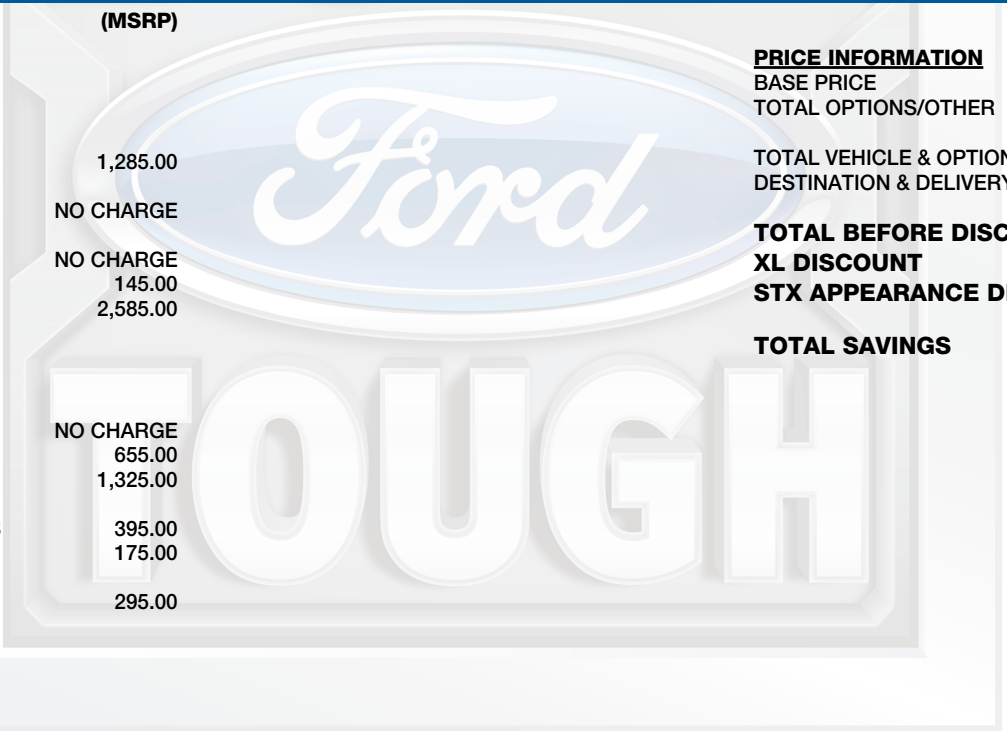 (MSRP)
1,285.00
NO CHARGE
NO CHARGE
145.00
2,585.00
NO CHARGE
655.00
1,325.00
395.00
175.00
295.00
PRICE INFORMATION
BASE PRICE
TOTAL OPTIONS/OTHER
TOTAL VEHICLE & OPTION
DESTINATION & DELIVERY
TOTAL BEFORE DISC
XL DISCOUNT
STX APPEARANCE D
TOTAL SAVINGS
Ford
TOUGH